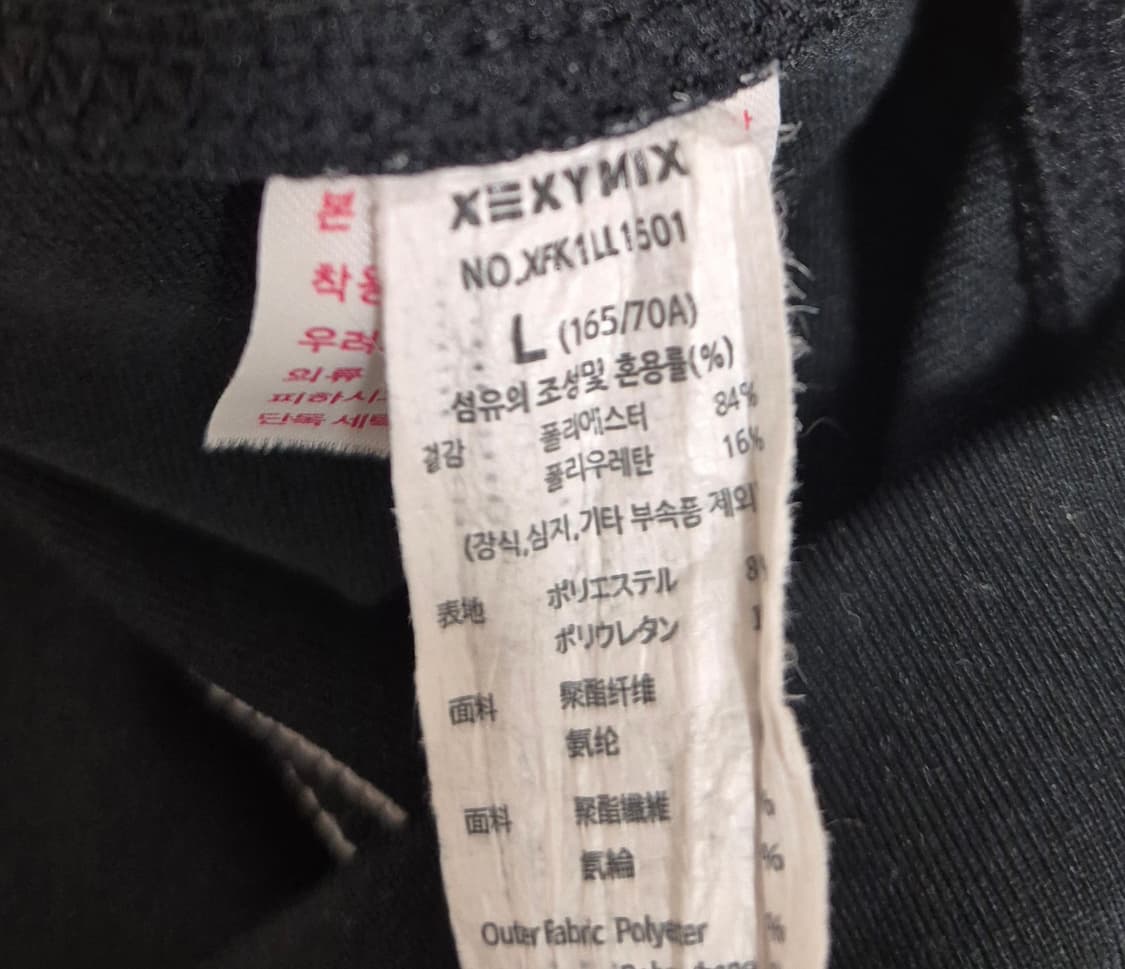 XEXYMIX
NO.XFK1LL1501
L (165/70A)
섬유의 조성및 혼용률(%)
겉감 폴리에스터 84%
폴리우레탄 16%
(장식,심지,기타 부속품 제외
表地 ポリエステル
ポリウレタン
面料 聚酯纤维
氨纶
面料 聚酯纖維
氨綸
Outer Fabric Polyester
본
착용
우려
의류
피하시
단독 세탁